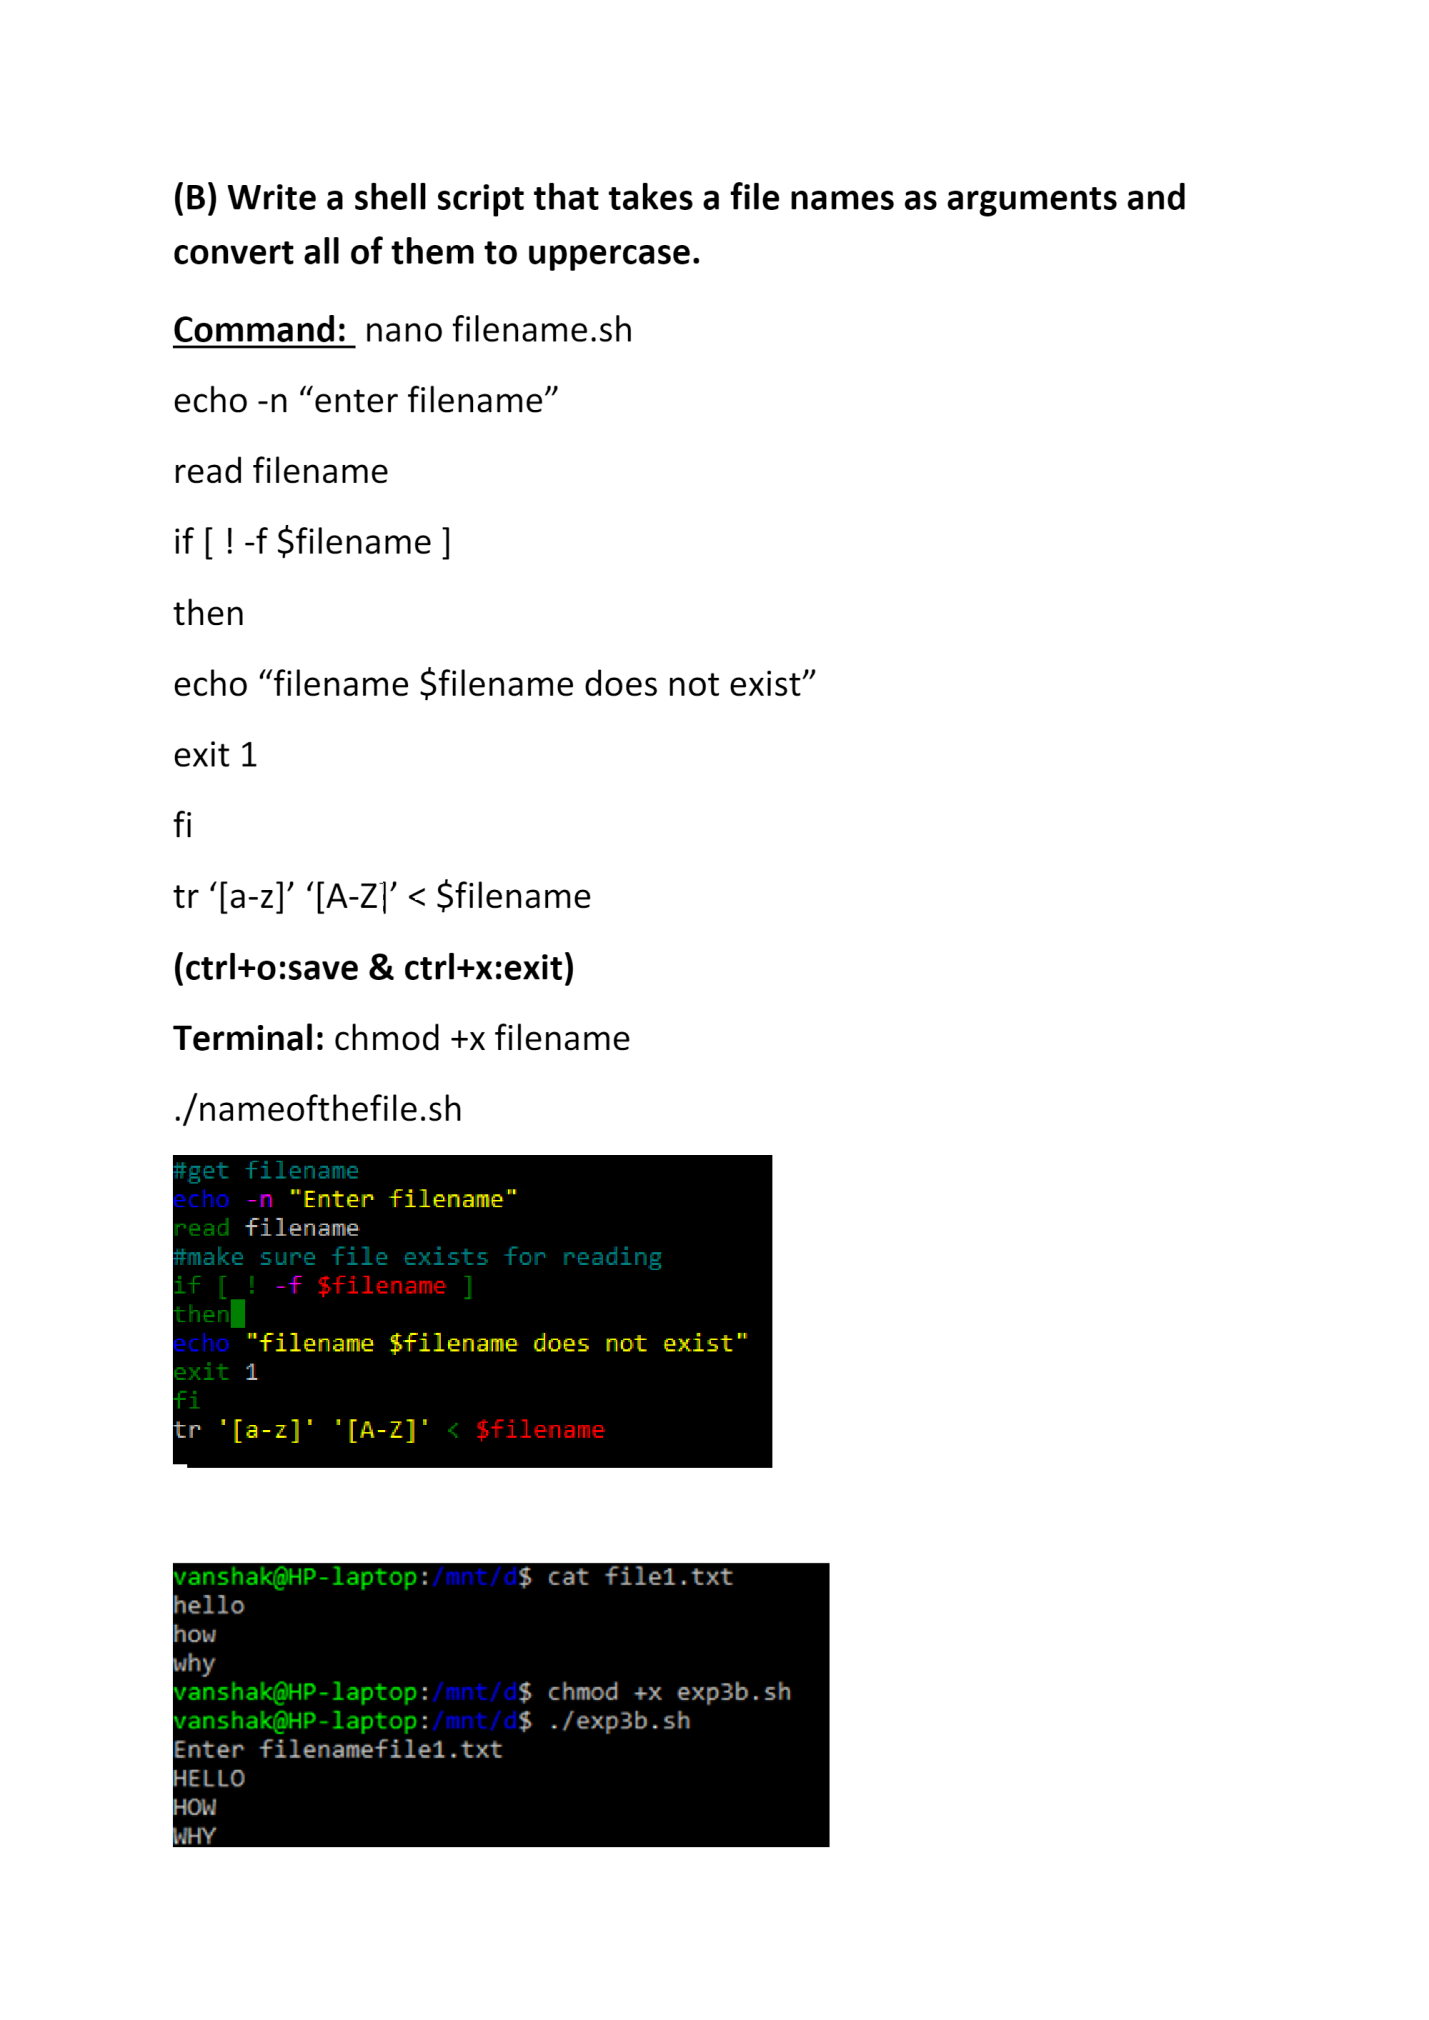 (B) Write a shell script that takes a file names as arguments and
convert all of them to uppercase.
Command: nano filename.sh
echo -n “enter filename”
read filename
if [ ! -f $filename ]
then
echo “filename $filename does not exist”
exit 1
fi
tr ‘[a-z]’ ‘[A-Z]’ < $filename
(ctrl+o:save & ctrl+x:exit)
Terminal: chmod +x filename
./nameofthefile.sh
#get filename
echo -n "Enter filename"
read filename
#make sure file exists for reading
if [ ! -f $filename ]
then
echo "filename $filename does not exist"
exit 1
fi
tr '[a-z]' '[A-Z]' < $filename
vanshak@HP-laptop:/mnt/d$ cat file1.txt
hello
how
why
vanshak@HP-laptop:/mnt/d$ chmod +x exp3b.sh
vanshak@HP-laptop:/mnt/d$ ./exp3b.sh
Enter filenamefile1.txt
HELLO
HOW
WHY